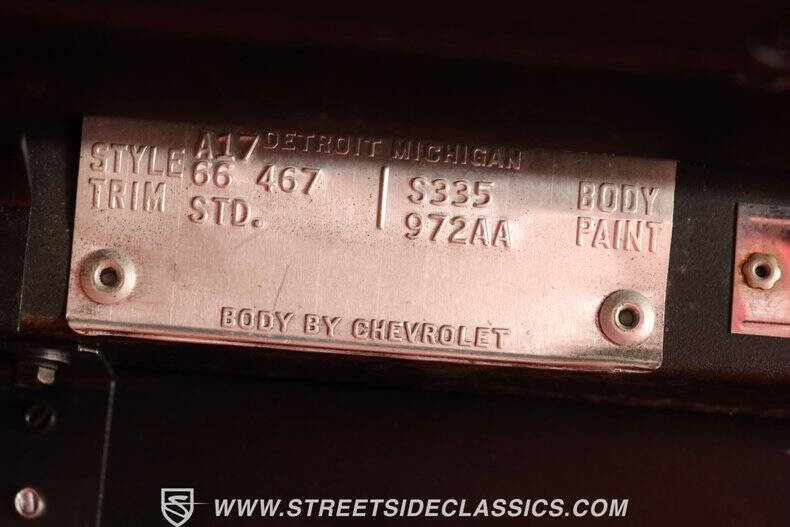 A17 DETROIT MICHIGAN
STYLE 66 467 S335 BODY
TRIM STD. 972AA PAINT
BODY BY CHEVROLET
WWW.STREETSIDECLASSICS.COM